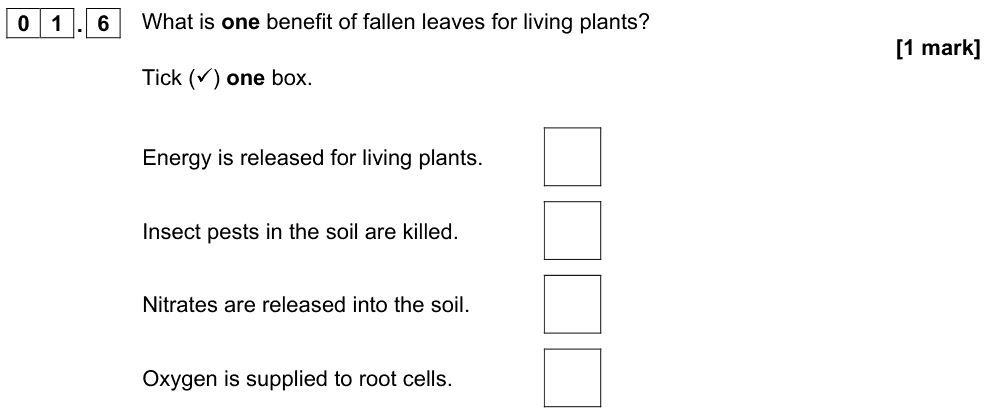 01.6 What is one benefit of fallen leaves for living plants?
[1 mark]
Tick (✓) one box.
Energy is released for living plants.
Insect pests in the soil are killed.
Nitrates are released into the soil.
Oxygen is supplied to root cells.